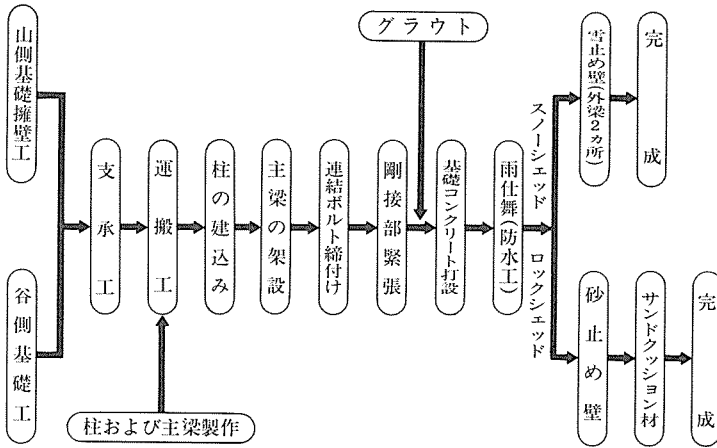 グラウト
山側基礎擁壁工
谷側基礎工
支承工
運搬工
柱および主梁製作
柱の建込み
主梁の架設
連結ボルト締付け
剛接部緊張
基礎コンクリート打設
雨仕舞(防水工)
スノーシェッド
雪止め壁(外梁2ヵ所)
完成
ロックシェッド
砂止め壁
サンドクッション材
完成